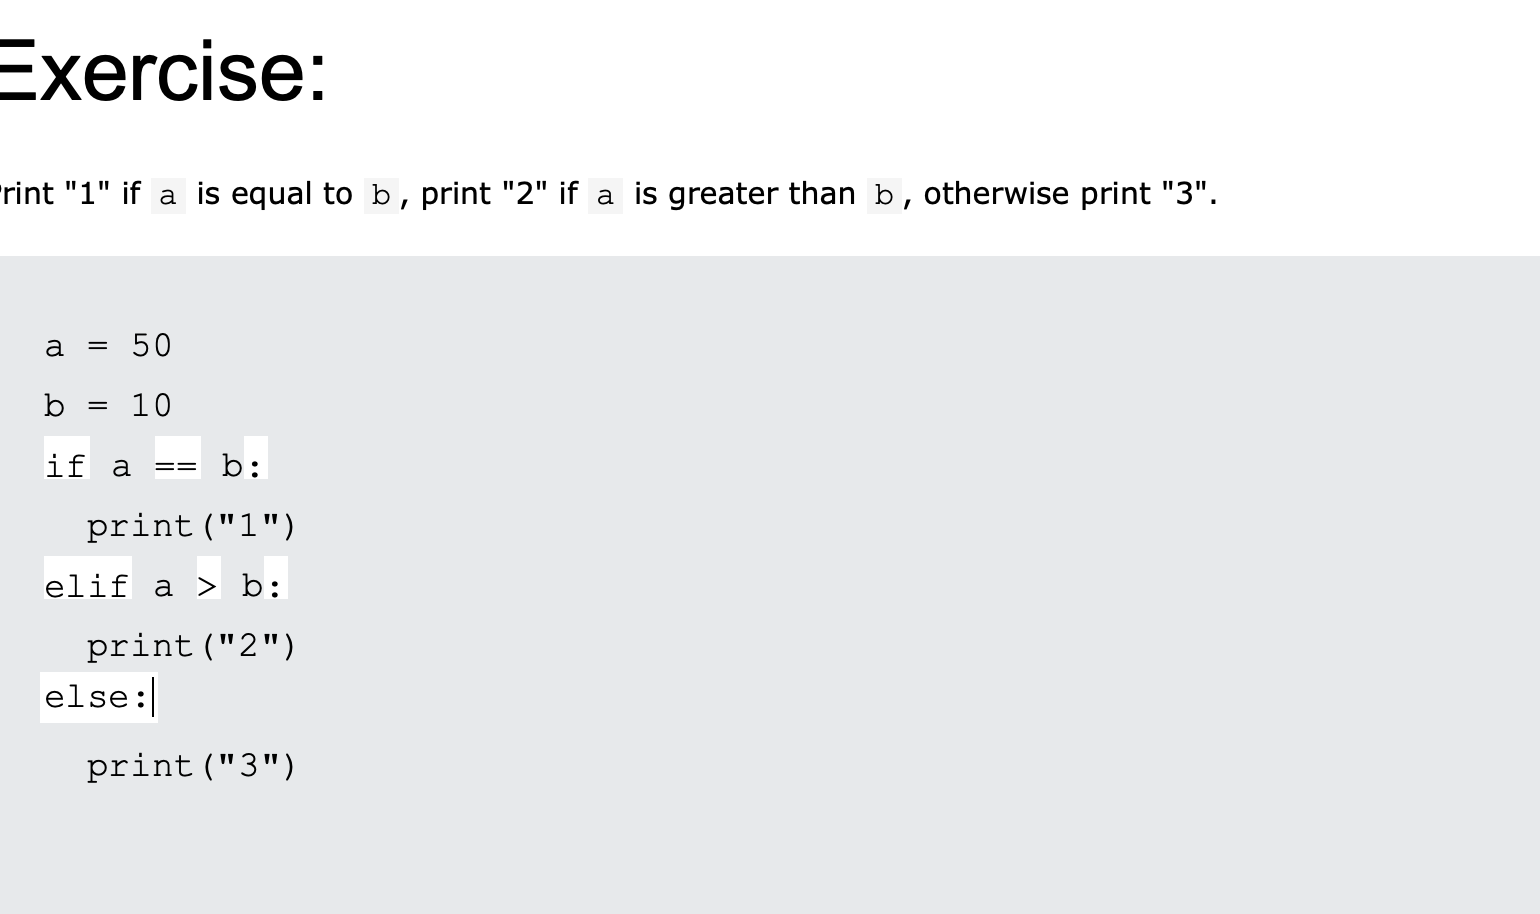 Exercise:
rint "1" if a is equal to b, print "2" if a is greater than b, otherwise print "3".
a = 50
b = 10
if a == b:
  print("1")
elif a > b:
  print("2")
else:
  print("3")